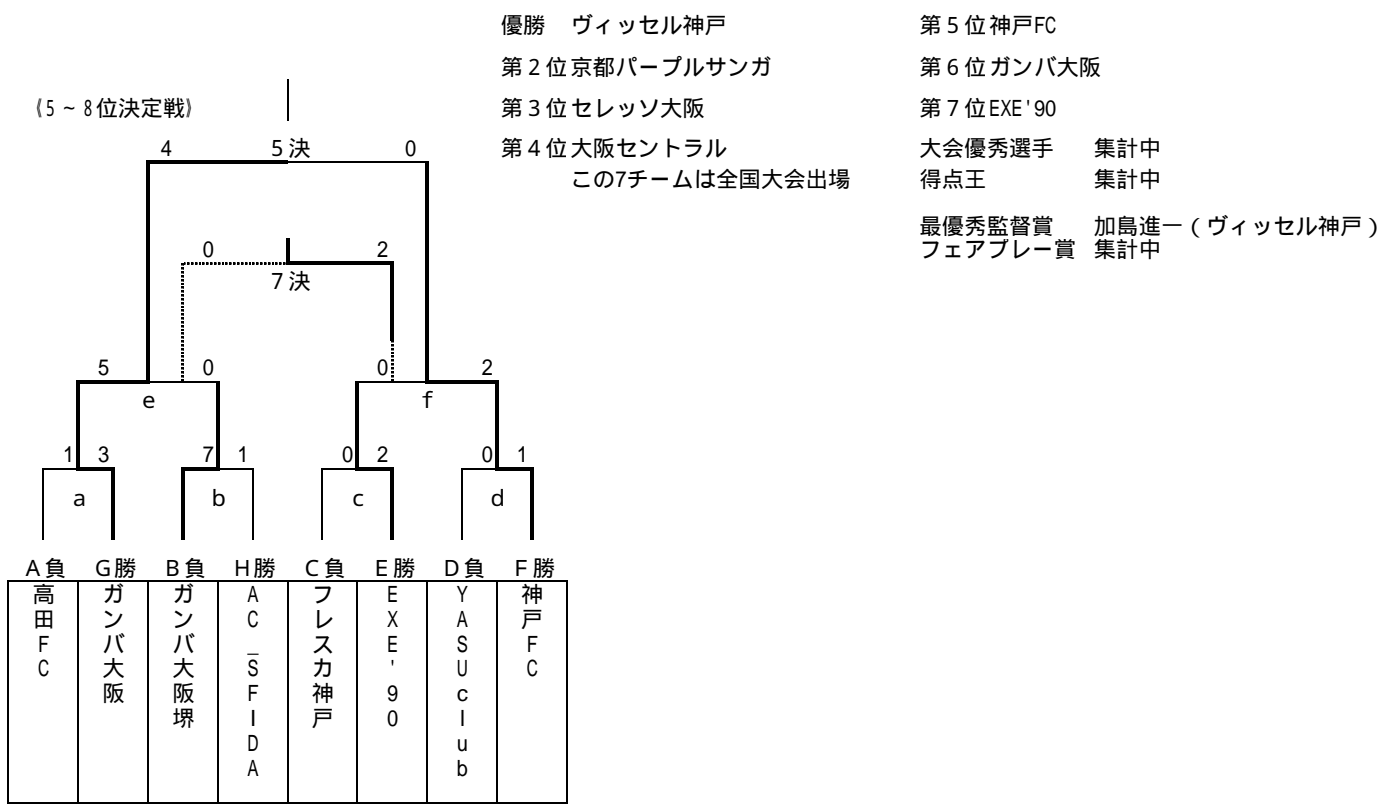 優勝 ヴィッセル神戸 第５位神戸FC
第２位京都パープルサンガ 第６位ガンバ大阪
《5～8位決定戦》 第３位セレッソ大阪 第７位EXE'90
4 ５決 0 第４位大阪セントラル 大会優秀選手 集計中
この7チームは全国大会出場 得点王 集計中
最優秀監督賞 加島進一（ヴィッセル神戸）
フェアプレー賞 集計中
0 2
７決
5 0 0 2
e f
1 3 7 1 0 2 0 1
a b c d
A負 G勝 B負 H勝 C負 E勝 D負 F勝
高田FC
ガンバ大阪
ガンバ大阪堺
AC_SFIDA
フレスカ神戸
EXE'90
YASUclub
神戸FC